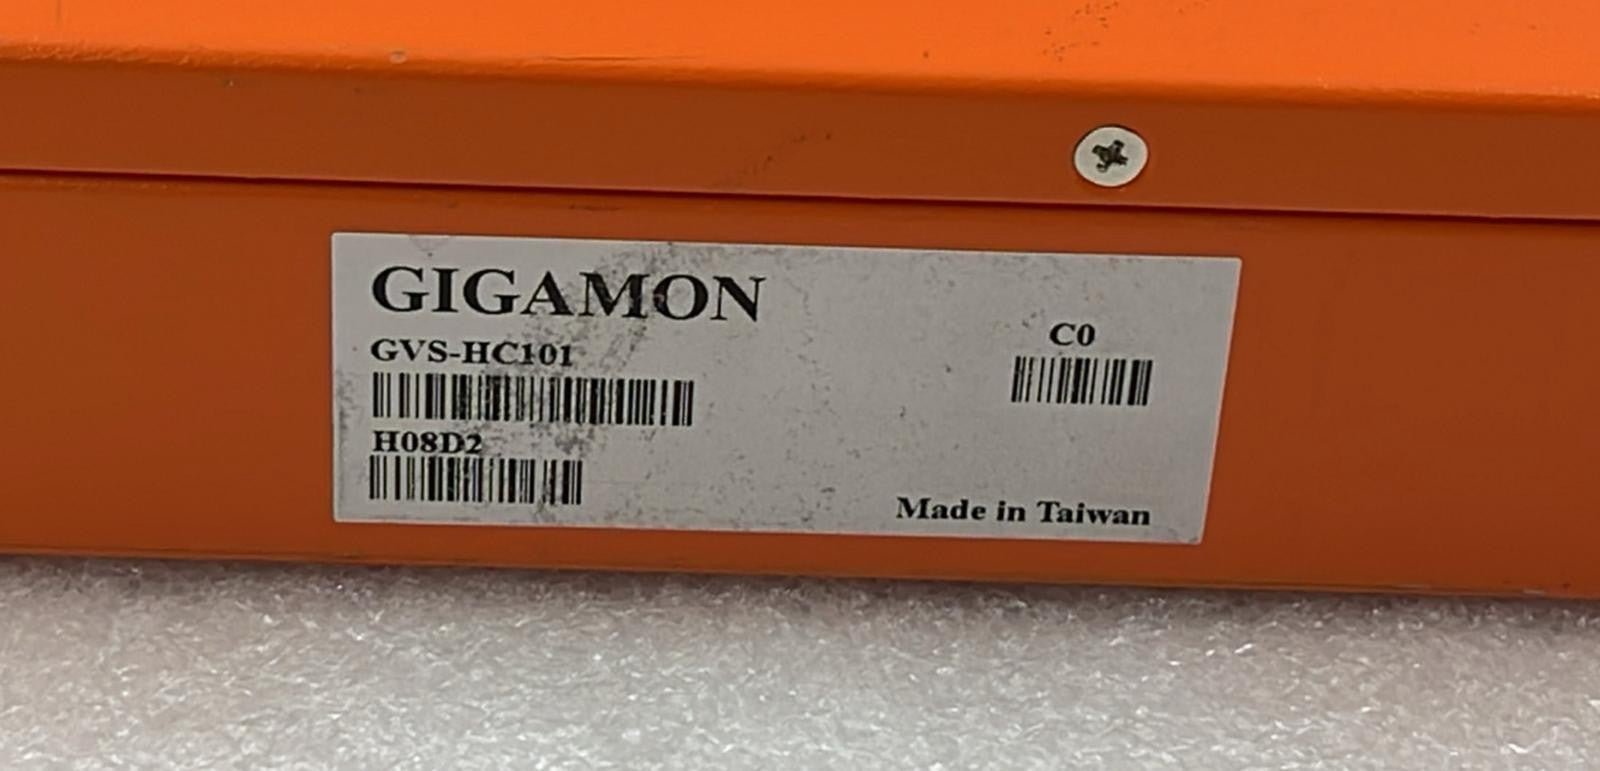 GIGAMON
GVS-HC101
C0
H08D2
Made in Taiwan